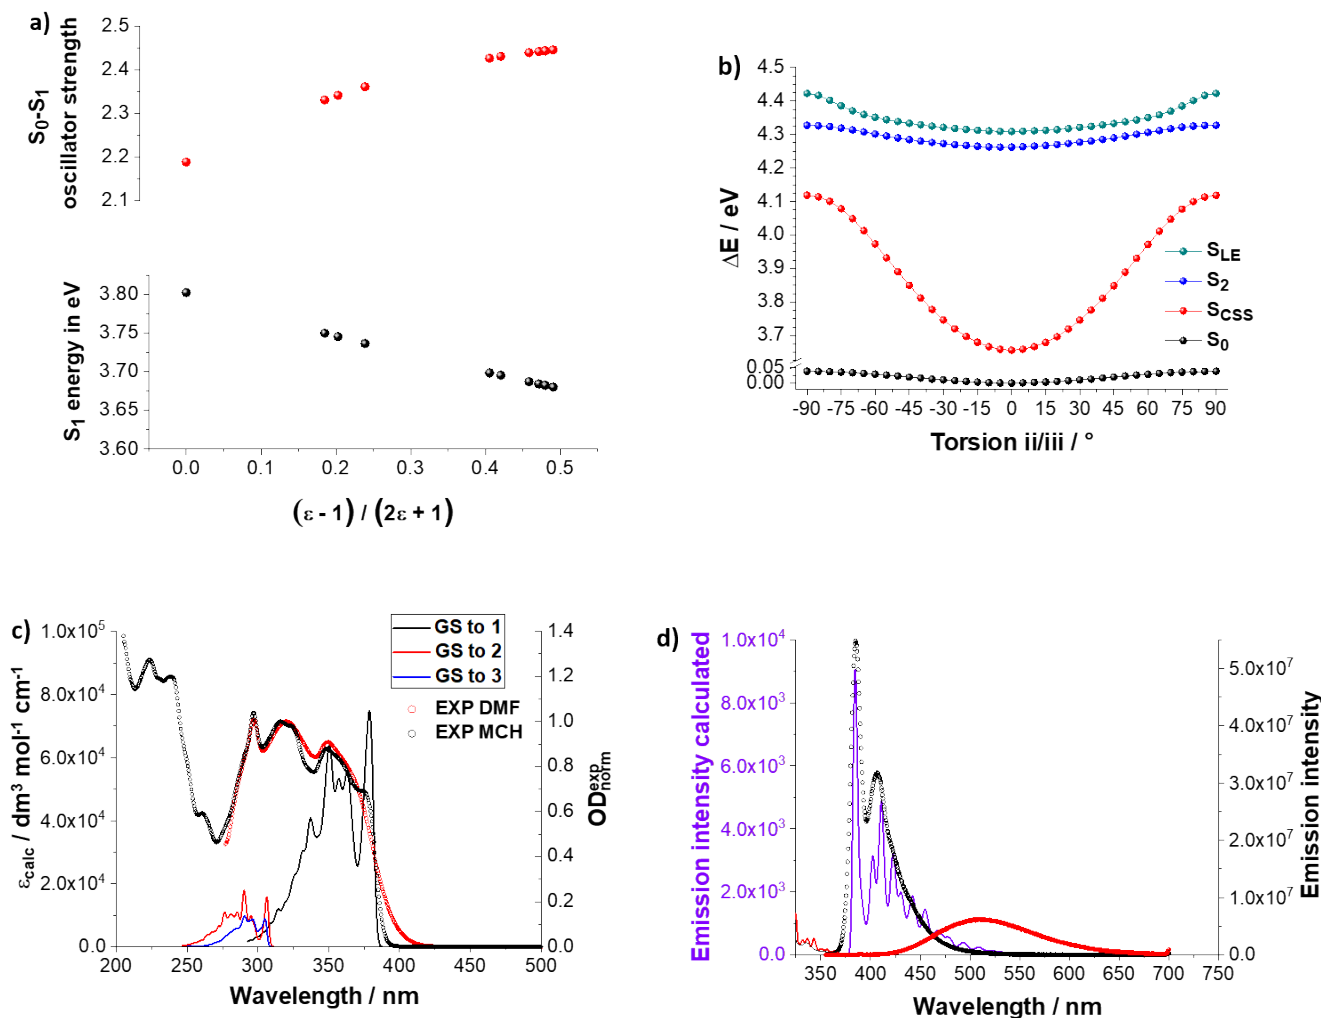 a)
S0-S1
oscillator strength
2.5
2.4
2.3
2.2
2.1
S1 energy in eV
3.80
3.75
3.70
3.65
3.60
0.0 0.1 0.2 0.3 0.4 0.5
(ε - 1) / (2ε + 1)
b)
ΔE / eV
4.5
4.4
4.3
4.2
4.1
4.0
3.9
3.8
3.7
0.05
0.00
SLE
S2
SCSS
S0
-90 -75 -60 -45 -30 -15 0 15 30 45 60 75 90
Torsion ii/iii / °
c)
εcalc / dm³ mol⁻¹ cm⁻¹
1.0x10⁵
8.0x10⁴
6.0x10⁴
4.0x10⁴
2.0x10⁴
0.0
GS to 1
GS to 2
GS to 3
EXP DMF
EXP MCH
1.4
1.2
1.0
0.8
0.6
0.4
0.2
0.0
ODexpnorm
200 250 300 350 400 450 500
Wavelength / nm
d)
Emission intensity calculated
1.0x10⁴
8.0x10³
6.0x10³
4.0x10³
2.0x10³
0.0
5.0x10⁷
4.0x10⁷
3.0x10⁷
2.0x10⁷
1.0x10⁷
0.0
Emission intensity
350 400 450 500 550 600 650 700 750
Wavelength / nm